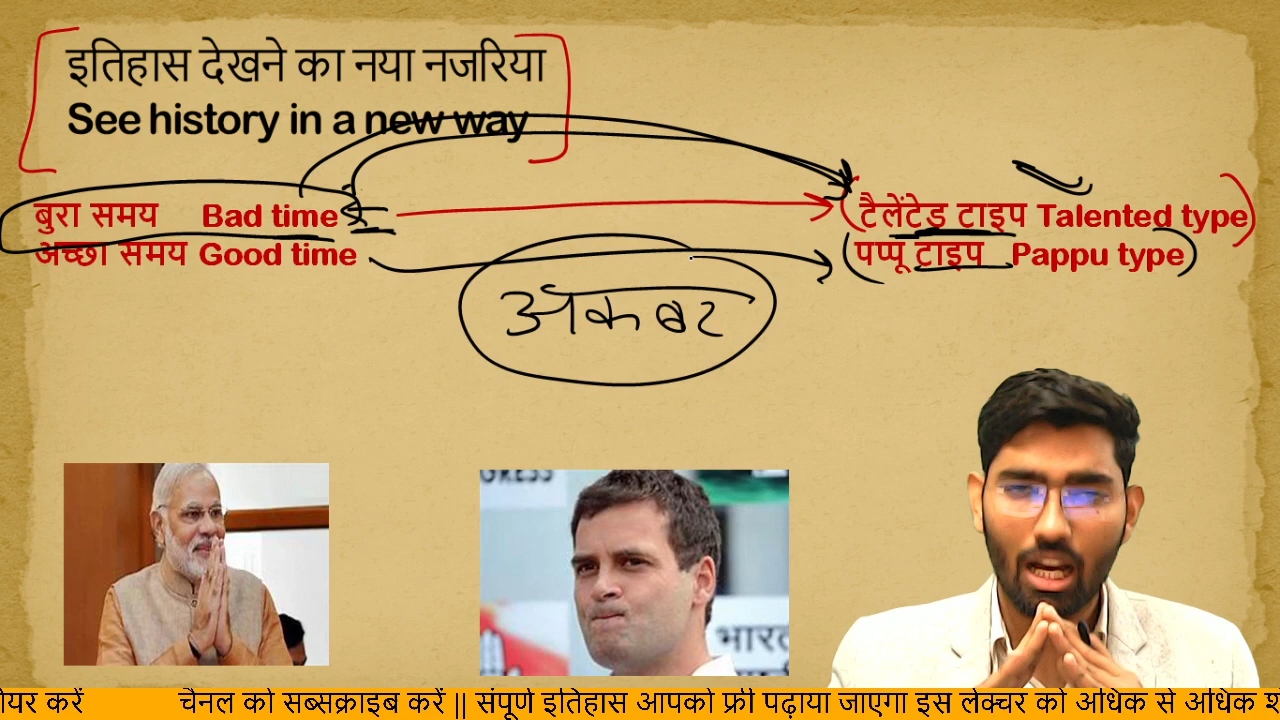 इतिहास देखने का नया नजरिया
See history in a new way
बुरा समय Bad time
टैलेंटेड टाइप Talented type
अच्छा समय Good time
पप्पू टाइप Pappu type
अकबर
भारत
चैनल को सब्सक्राइब करें || संपूर्ण इतिहास आपको फ्री पढ़ाया जाएगा इस लेक्चर को अधिक से अधिक